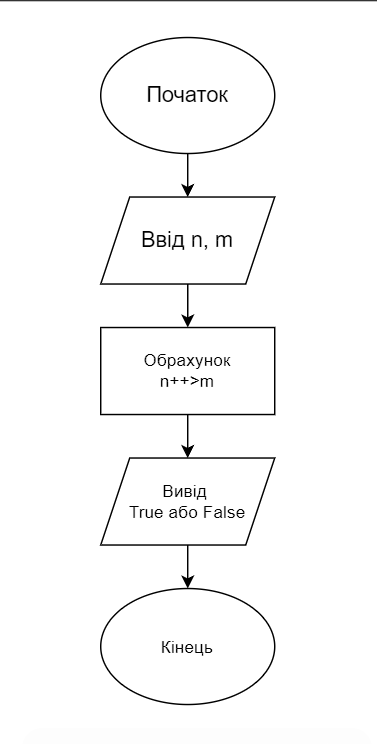 Початок
Ввід n, m
Обрахунок
n++>m
Вивід
True або False
Кінець